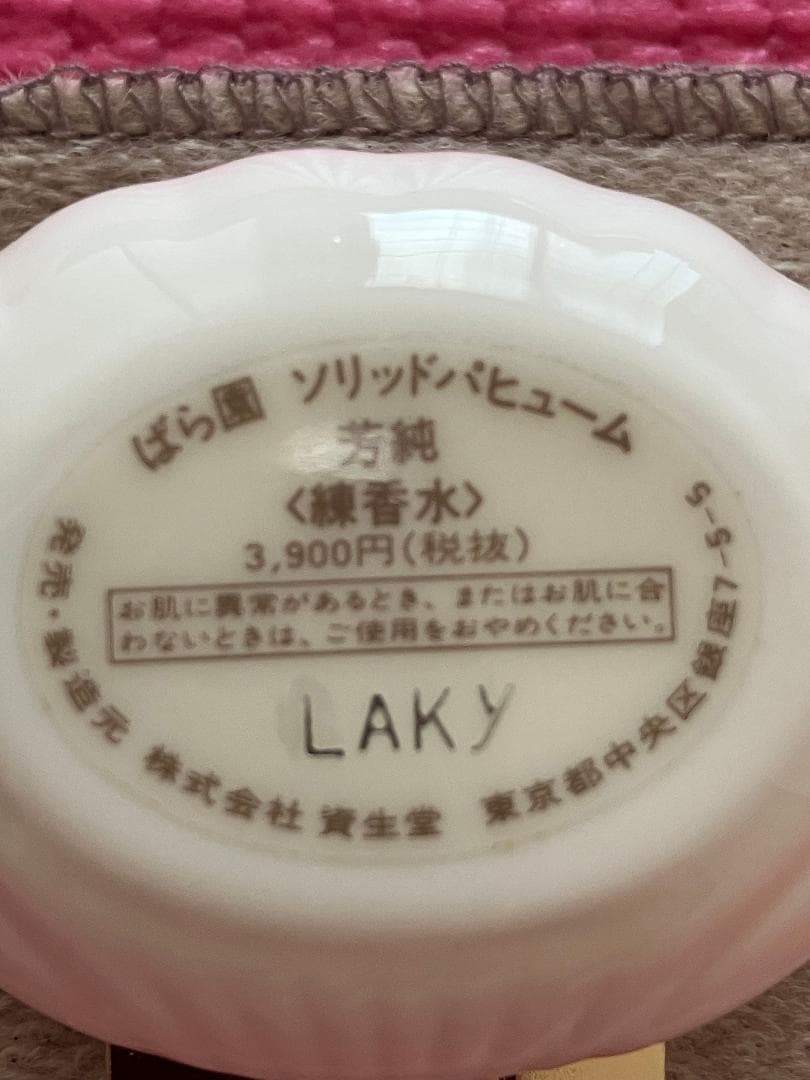 ばら園 ソリッドパヒューム
芳純
〈練香水〉
3,900円(税抜)
お肌に異常があるとき、またはお肌に合
わないときは、ご使用をおやめください。
LAKY
発売・製造元 株式会社 資生堂 東京都中央区銀座7-5-5